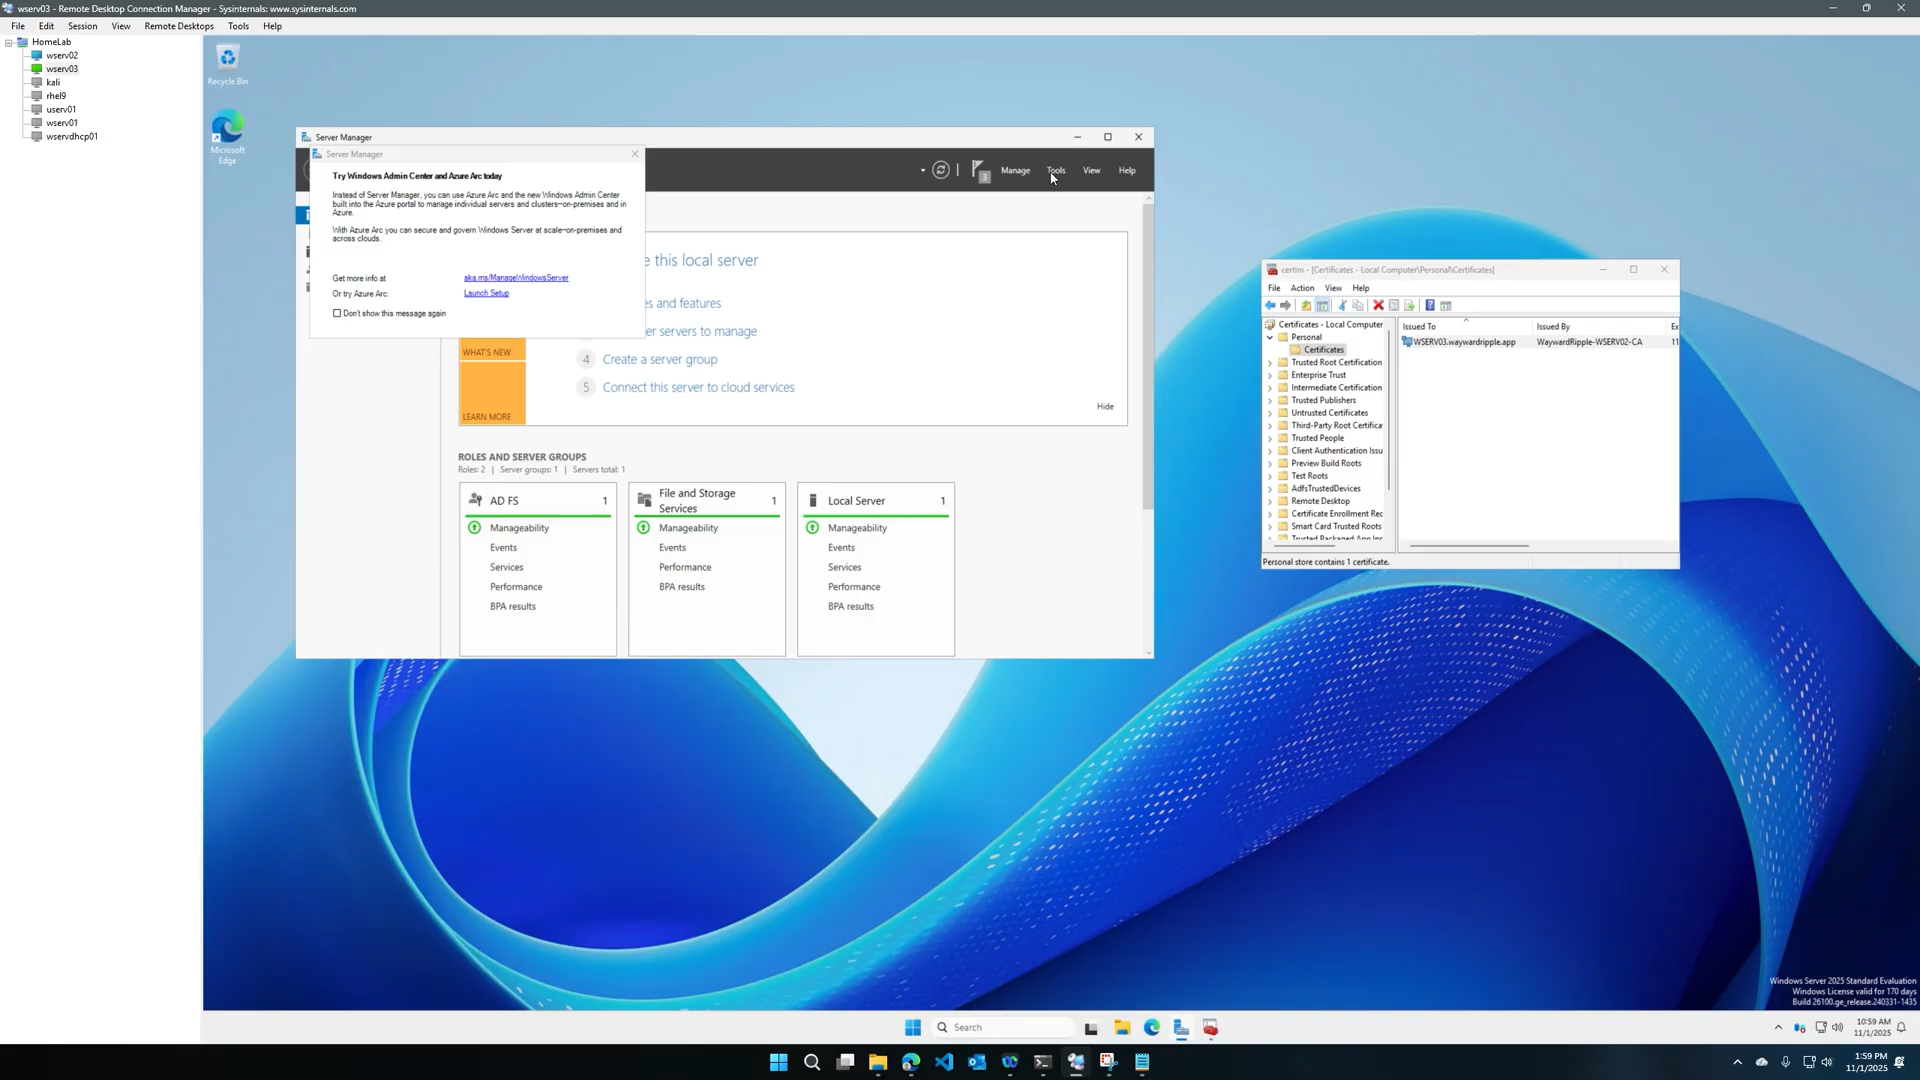 wserv03 - Remote Desktop Connection Manager - Sysinternals: www.sysinternals.com
File Edit Session View Remote Desktops Tools Help
HomeLab
wserv02
wserv03
kali
rhel9
userv01
wserv01
wservdhcp01
Recycle Bin
Microsoft
Edge
Server Manager
Server Manager
Try Windows Admin Center and Azure Arc today
Instead of Server Manager, you can use Azure Arc and the new Windows Admin Center
built into the Azure portal to manage individual servers and clusters—on-premises and in
Azure.
With Azure Arc you can secure and govern Windows Server at scale—on-premises and
across clouds.
Get more info at aka.ms/ManageWindowsServer
Or try Azure Arc: Launch Setup
Don't show this message again
3 Manage Tools View Help
e this local server
es and features
er servers to manage
4 Create a server group
5 Connect this server to cloud services
WHAT'S NEW
LEARN MORE
Hide
ROLES AND SERVER GROUPS
Roles: 2 | Server groups: 1 | Servers total: 1
AD FS 1
Manageability
Events
Services
Performance
BPA results
File and Storage
Services 1
Manageability
Events
Performance
BPA results
Local Server 1
Manageability
Events
Services
Performance
BPA results
certlm - [Certificates - Local Computer\Personal\Certificates]
File Action View Help
Certificates - Local Computer
Personal
Certificates
Trusted Root Certification
Enterprise Trust
Intermediate Certification
Trusted Publishers
Untrusted Certificates
Third-Party Root Certifica
Trusted People
Client Authentication Issu
Preview Build Roots
Test Roots
AdfsTrustedDevices
Remote Desktop
Certificate Enrollment Rec
Smart Card Trusted Roots
Issued To Issued By Ex
WSERV03.waywardripple.app WaywardRipple-WSERV02-CA 11
Personal store contains 1 certificate.
Windows Server 2025 Standard Evaluation
Windows License valid for 170 days
Build 26100.ge_release.240331-1435
Search
10:59 AM
11/1/2025
1:59 PM
11/1/2025